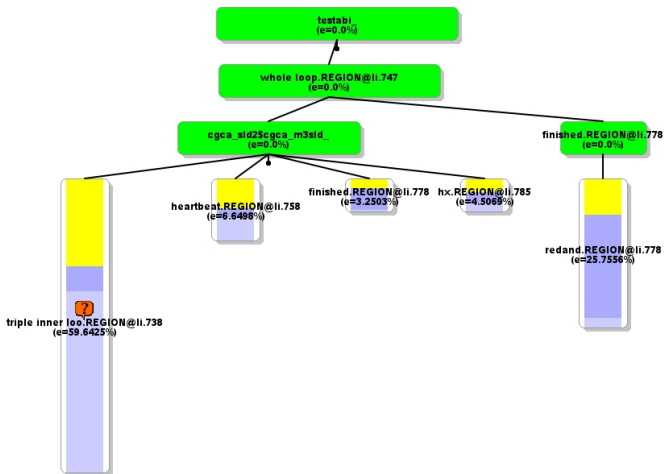 testabi_
(e=0.0%)
whole loop.REGION@li.747
(e=0.0%)
cgca_sld2$cgca_m3sld_
(e=0.0%)
finished.REGION@li.778
(e=0.0%)
heartbeat.REGION@li.758
(e=6.6498%)
finished.REGION@li.778
(e=3.2503%)
hx.REGION@li.785
(e=4.5069%)
redand.REGION@li.778
(e=25.7556%)
?
triple inner loo.REGION@li.738
(e=59.6425%)